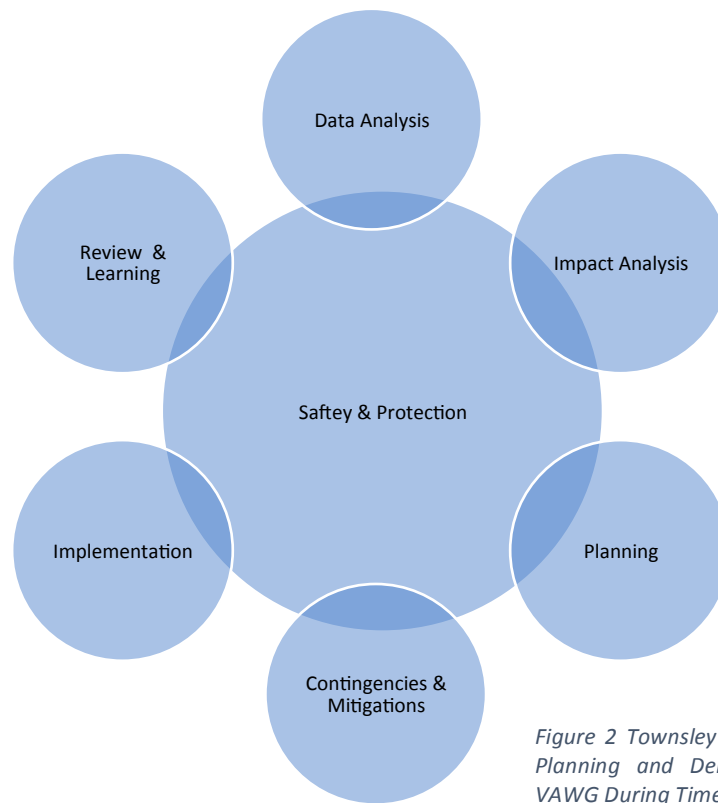 Data Analysis
Review & 
Learning
Impact Analysis
Saftey & Protection
Implementation
Planning
Contingencies &
Mitigations
Figure 2 Townsley
Planning and
VAWG During